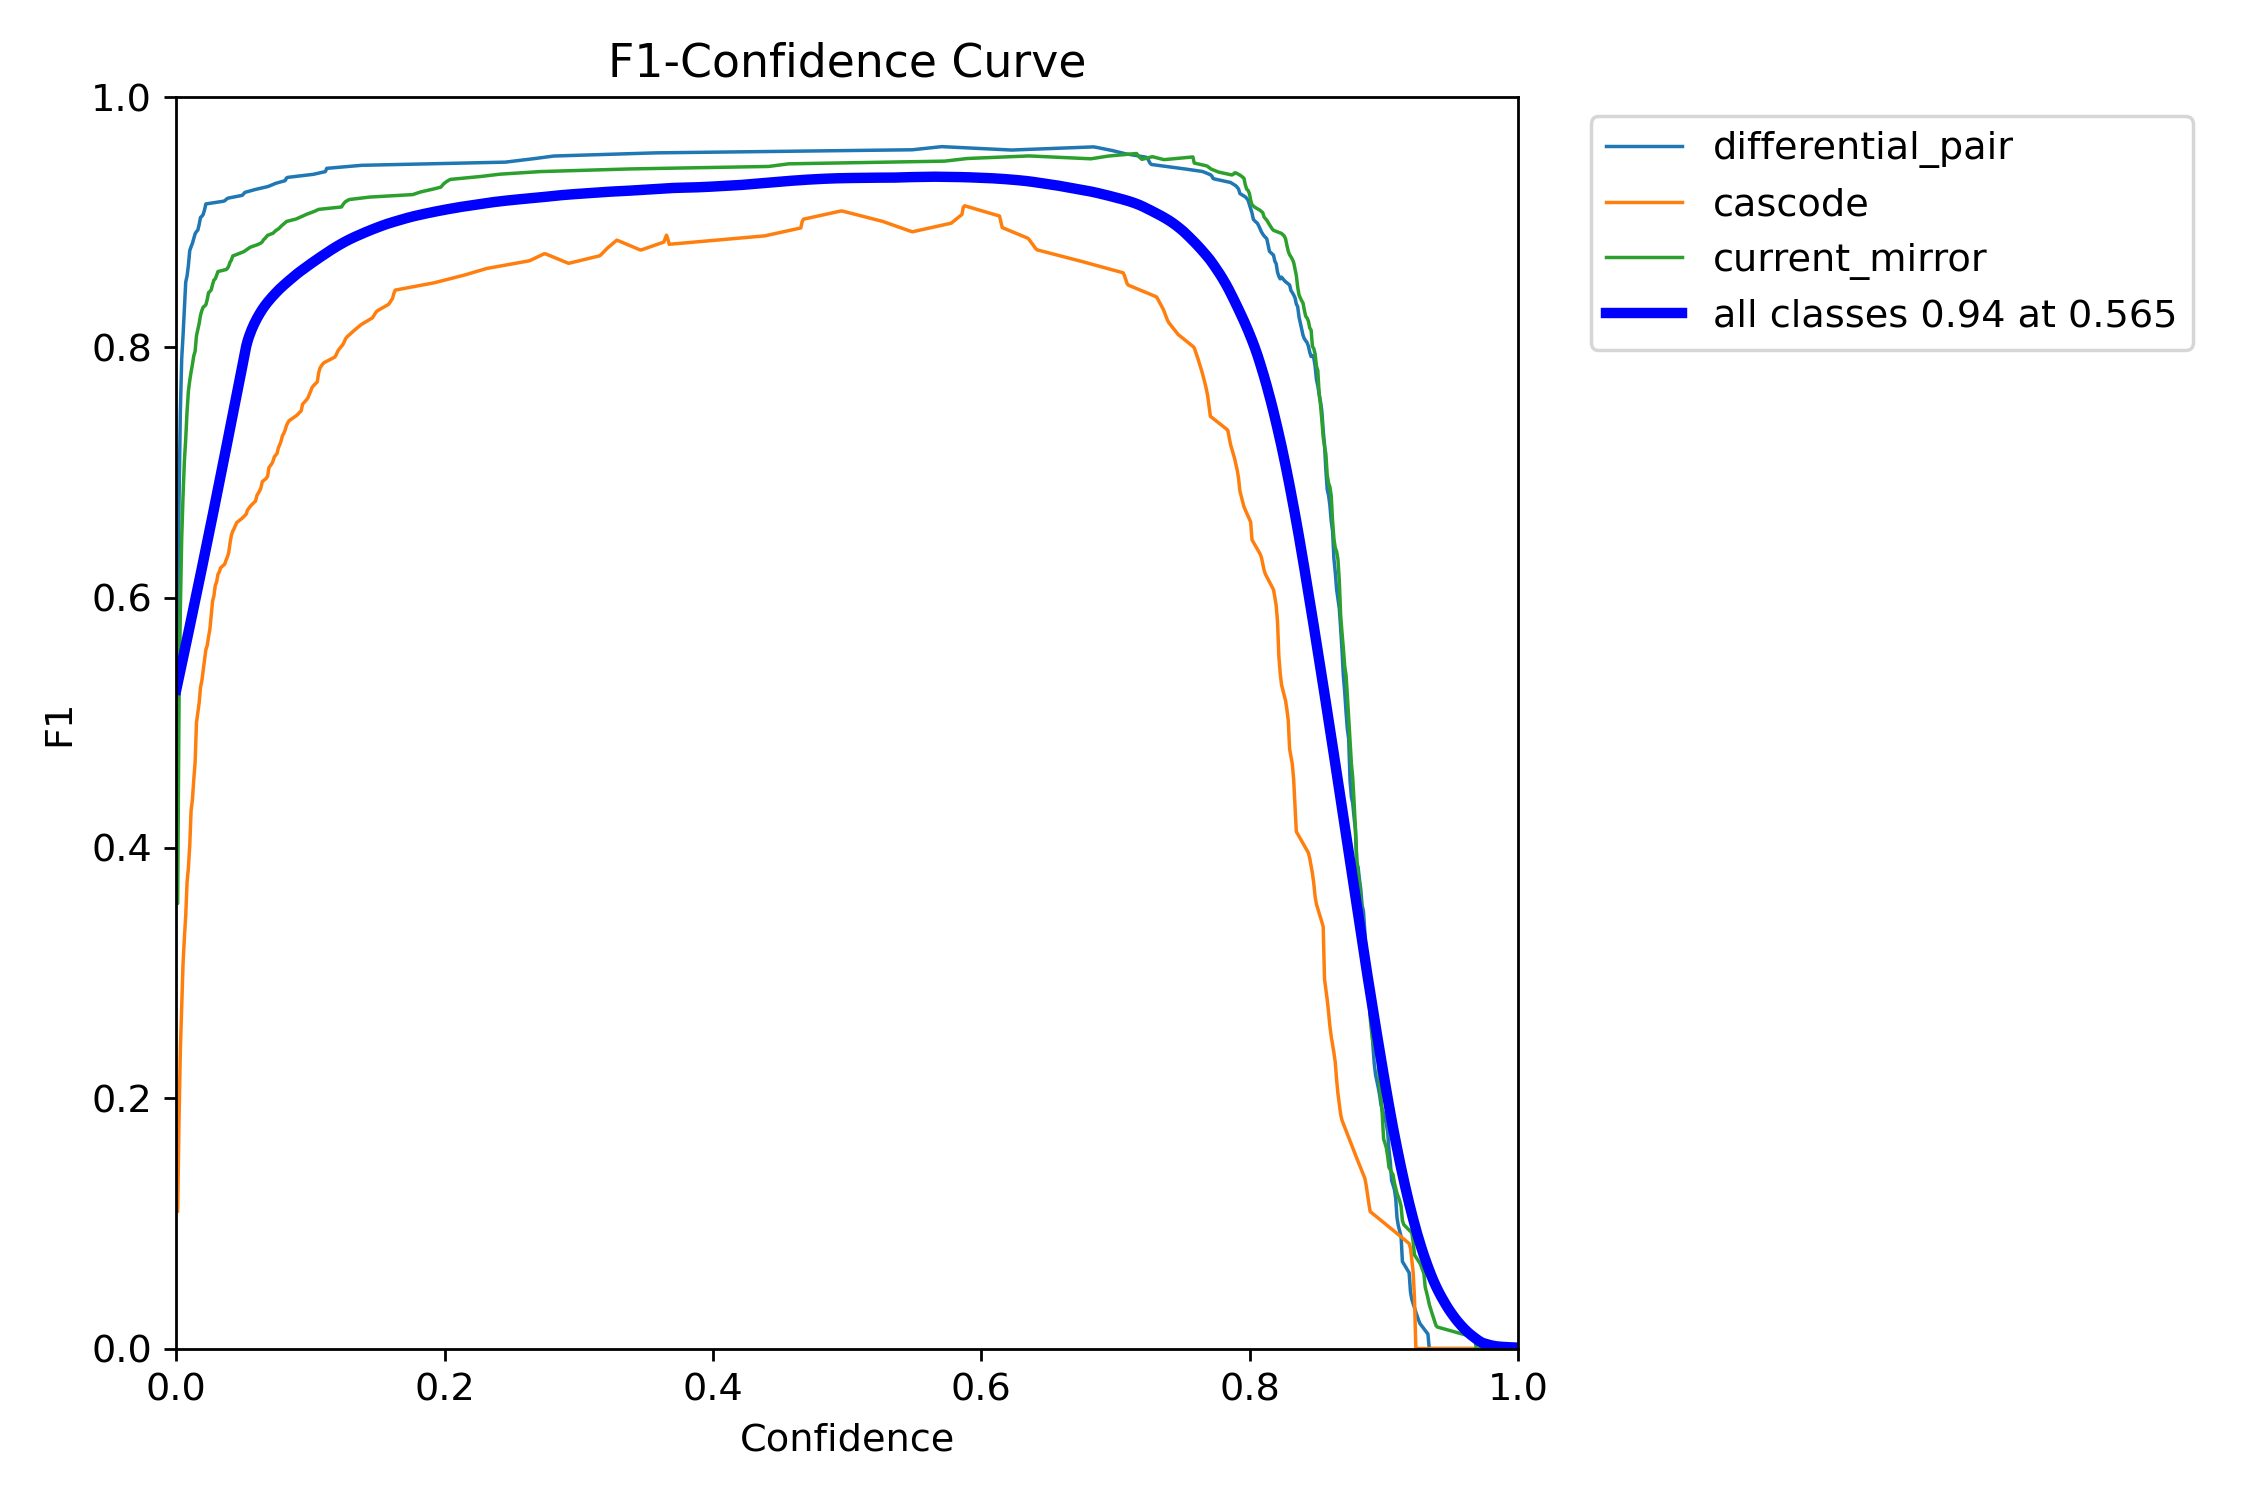 F1-Confidence Curve
1.0
0.8
0.6
0.4
0.2
0.0
F1
0.0 0.2 0.4 0.6 0.8 1.0
Confidence
differential_pair
cascode
current_mirror
all classes 0.94 at 0.565